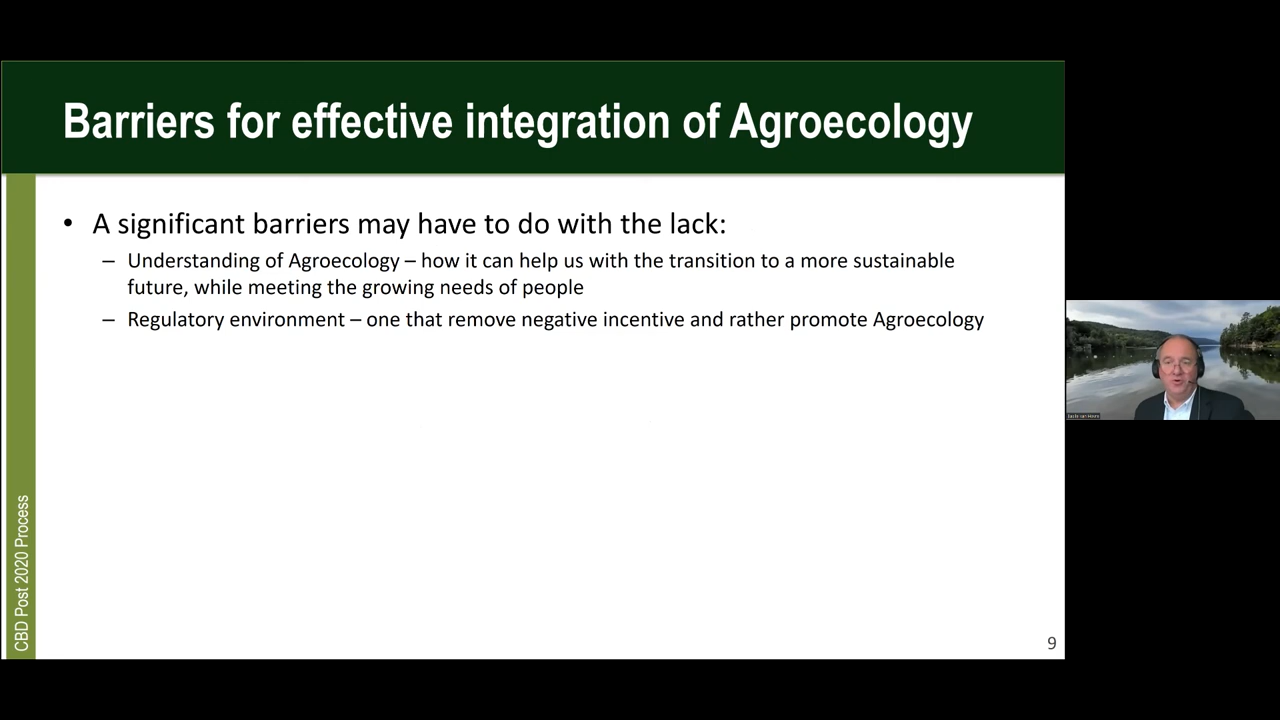 Barriers for effective integration of Agroecology
• A significant barriers may have to do with the lack:
– Understanding of Agroecology – how it can help us with the transition to a more sustainable
future, while meeting the growing needs of people
– Regulatory environment – one that remove negative incentive and rather promote Agroecology
CBD Post 2020 Process
9